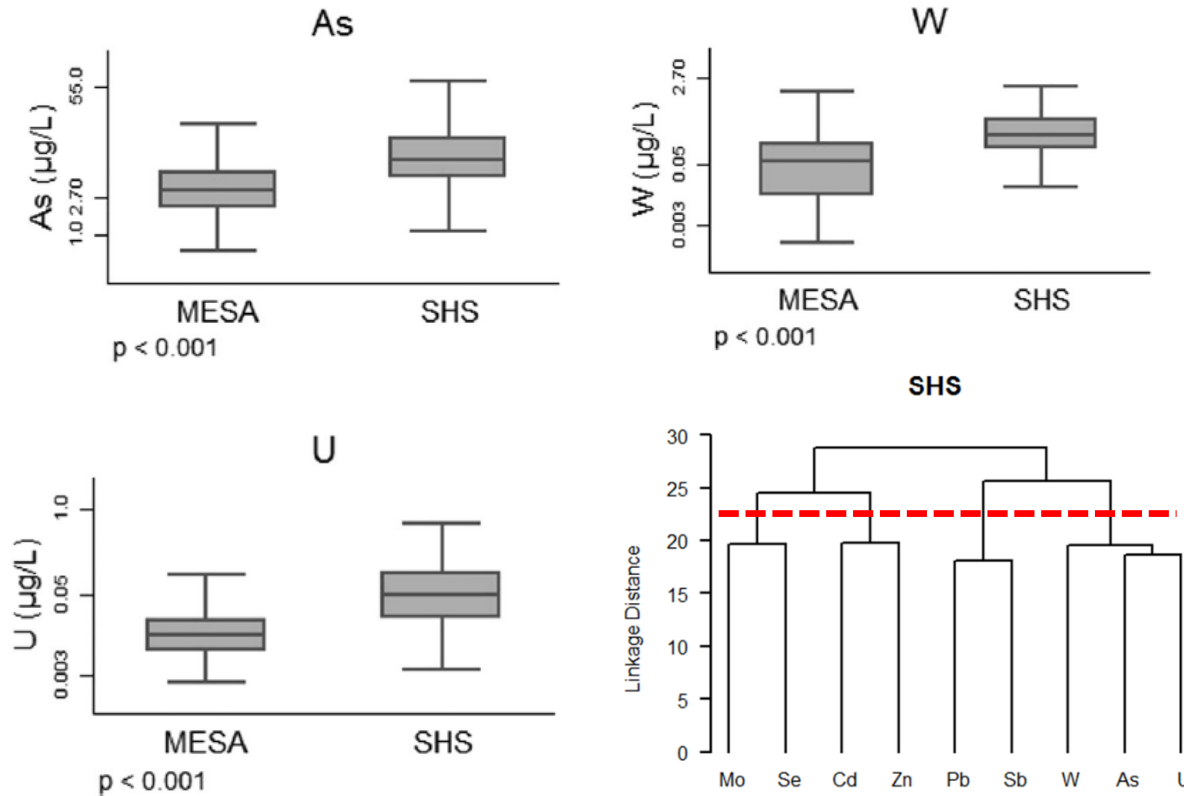 As
As (µg/L)
55.0
2.70
1.0
MESA SHS
p < 0.001
W
W (µg/L)
2.70
0.05
0.003
MESA SHS
p < 0.001
U
U (µg/L)
1.0
0.05
0.003
MESA SHS
p < 0.001
SHS
Linkage Distance
30
25
20
15
10
5
0
Mo Se Cd Zn Pb Sb W As U